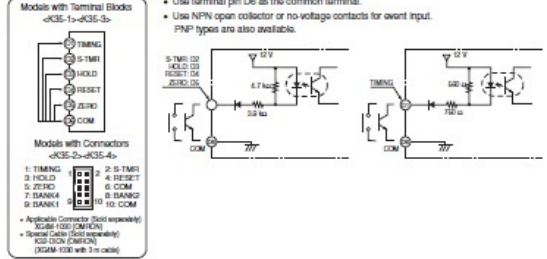 Models with Terminal Blocks
<K35-1><K35-3>
TIMING
S-TMR
HOLD
RESET
ZERO
COM
Models with Connectors
<K35-2><K35-4>
1: TIMING
2: S-TMR
3: HOLD
4: RESET
5: ZERO
6: COM
7: BANK4
8: BANK2
9: BANK1
10: COM
1
2
9
10
• Applicable Connector (Sold separately)
XG4M-1030 (OMRON)
• Special Cable (Sold separately)
K32-DICN (OMRON)
(XG4M-1030 with 3 m cable)
• Use terminal pin D6 as the common terminal.
• Use NPN open collector or no-voltage contacts for event input.
PNP types are also available.
S-TMR: D2
HOLD: D3
RESET: D4
ZERO: D5
12 V
4.7 kΩ
3.9 kΩ
COM
TIMING
12 V
560 Ω
750 Ω
COM